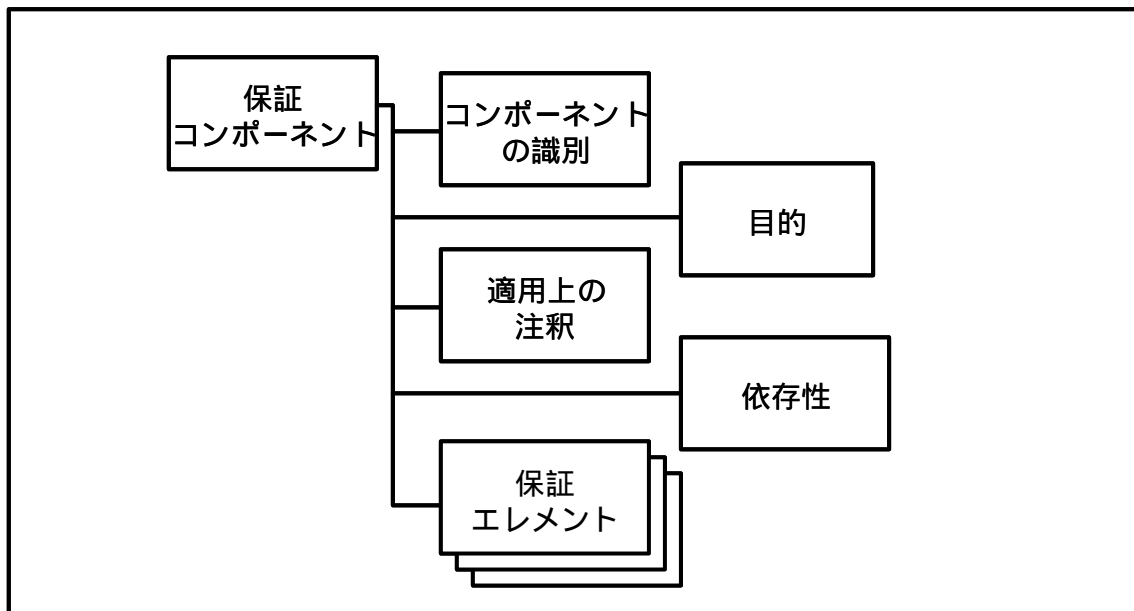 保証
コンポーネント
コンポーネント
の識別
目的
適用上の
注釈
依存性
保証
エレメント